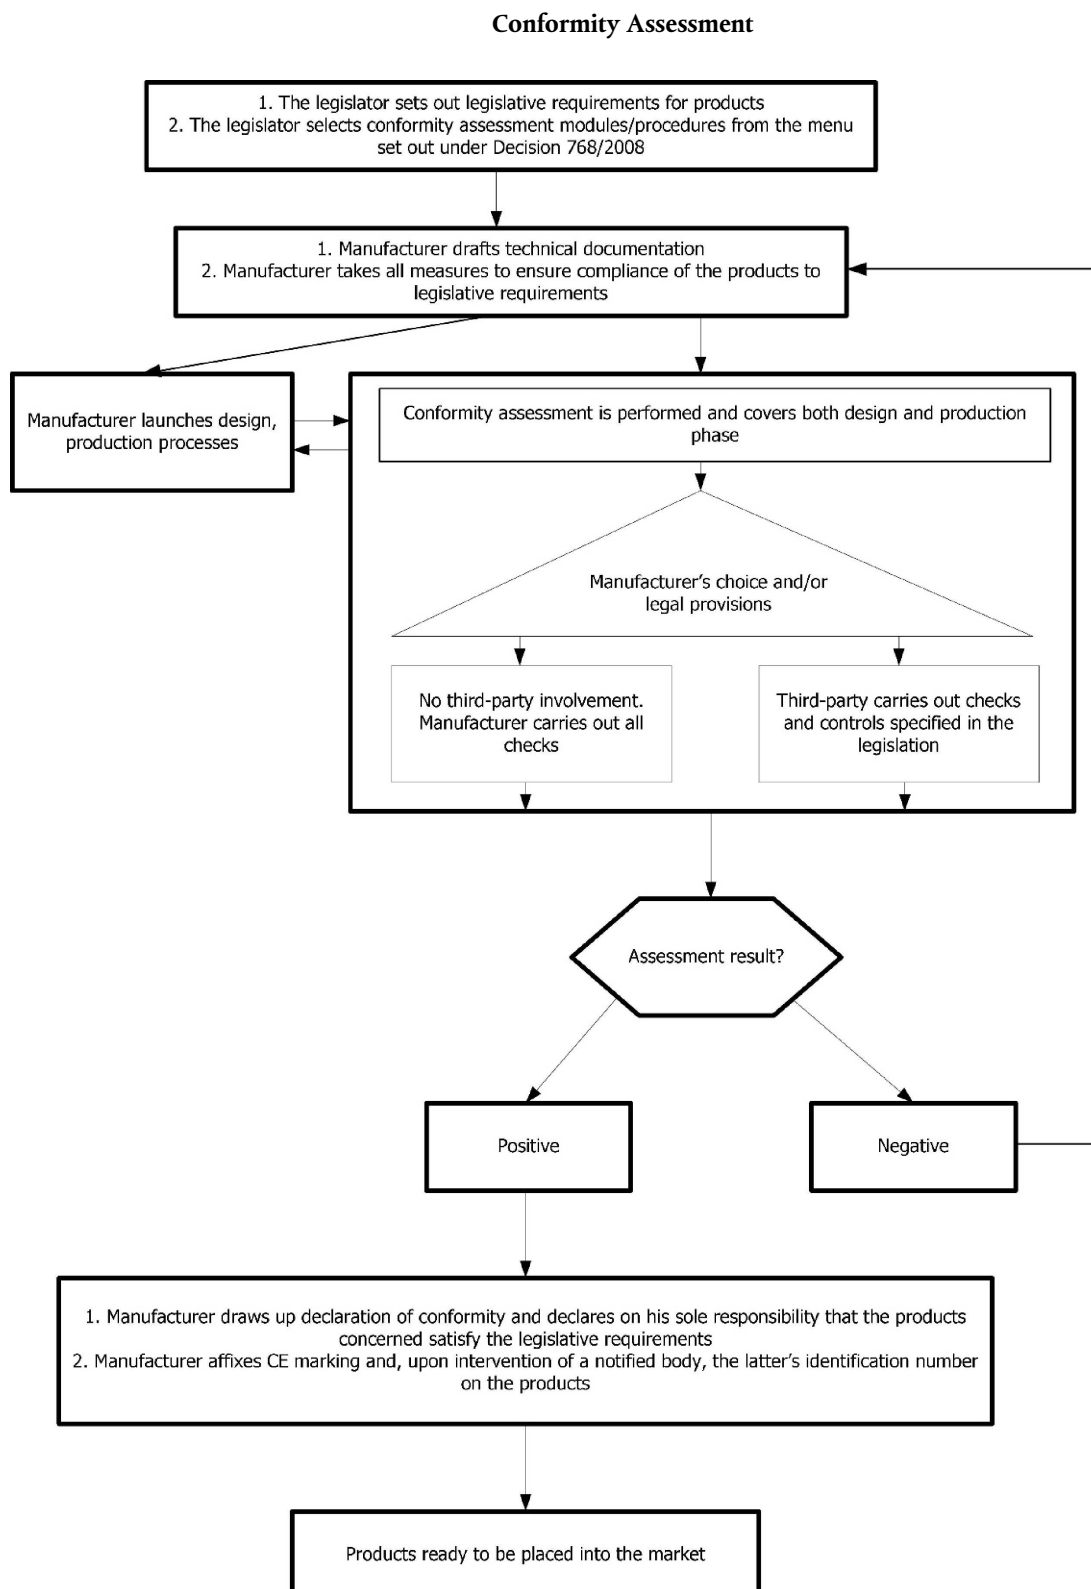 Conformity Assessment
1. The legislator sets out legislative requirements for products
2. The legislator selects conformity assessment modules/procedures from the menu
set out under Decision 768/2008
1. Manufacturer drafts technical documentation
2. Manufacturer takes all measures to ensure compliance of the products to
legislative requirements
Manufacturer launches design,
production processes
Conformity assessment is performed and covers both design and production
phase
Manufacturer's choice and/or
legal provisions
No third-party involvement.
Manufacturer carries out all
checks
Third-party carries out checks
and controls specified in the
legislation
Assessment result?
Positive
Negative
1. Manufacturer draws up declaration of conformity and declares on his sole responsibility that the products
concerned satisfy the legislative requirements
2. Manufacturer affixes CE marking and, upon intervention of a notified body, the latter's identification number
on the products
Products ready to be placed into the market